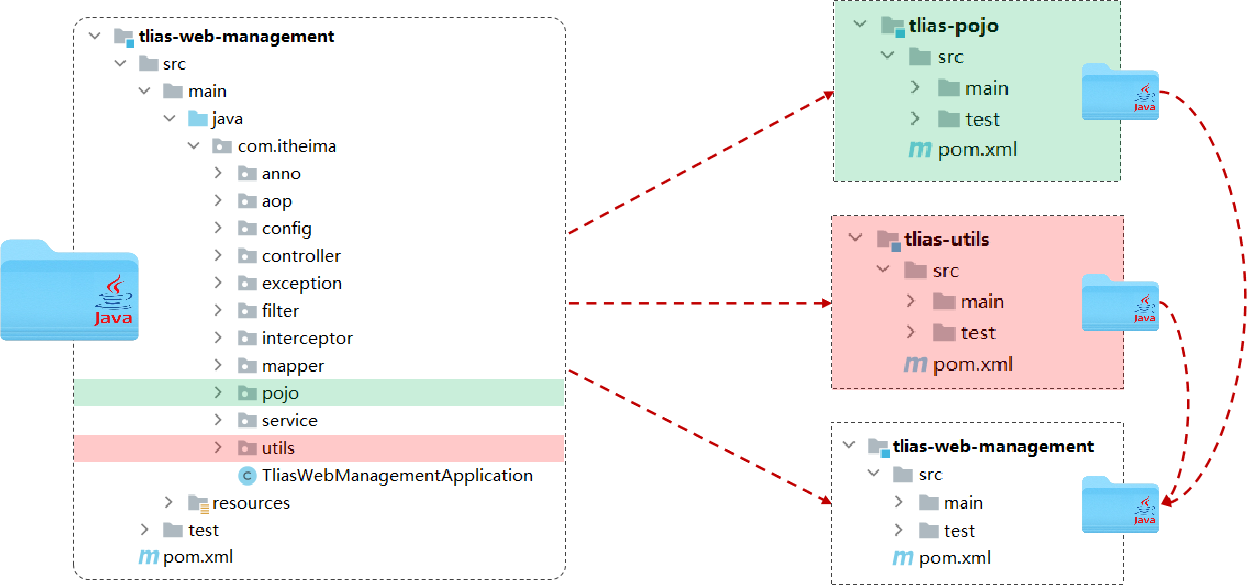 tlias-web-management
src
main
java
com.itheima
anno
aop
config
controller
exception
filter
interceptor
mapper
pojo
service
utils
C TliasWebManagementApplication
resources
test
m pom.xml
Java
tlias-pojo
src
main
test
m pom.xml
Java
tlias-utils
src
main
test
m pom.xml
Java
tlias-web-management
src
main
test
m pom.xml
Java